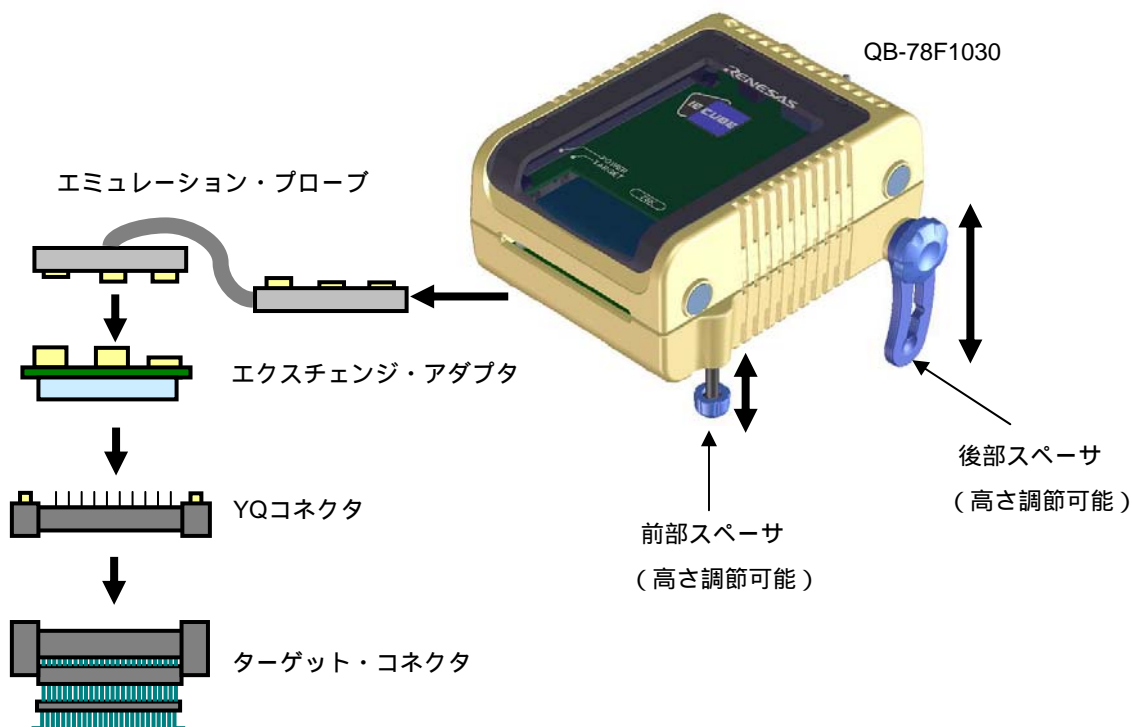 QB-78F1030
RENESAS
IECUBE
POWER
TARGET
エミュレーション・プローブ
エクスチェンジ・アダプタ
YQコネクタ
ターゲット・コネクタ
前部スペーサ
（高さ調節可能）
後部スペーサ
（高さ調節可能）